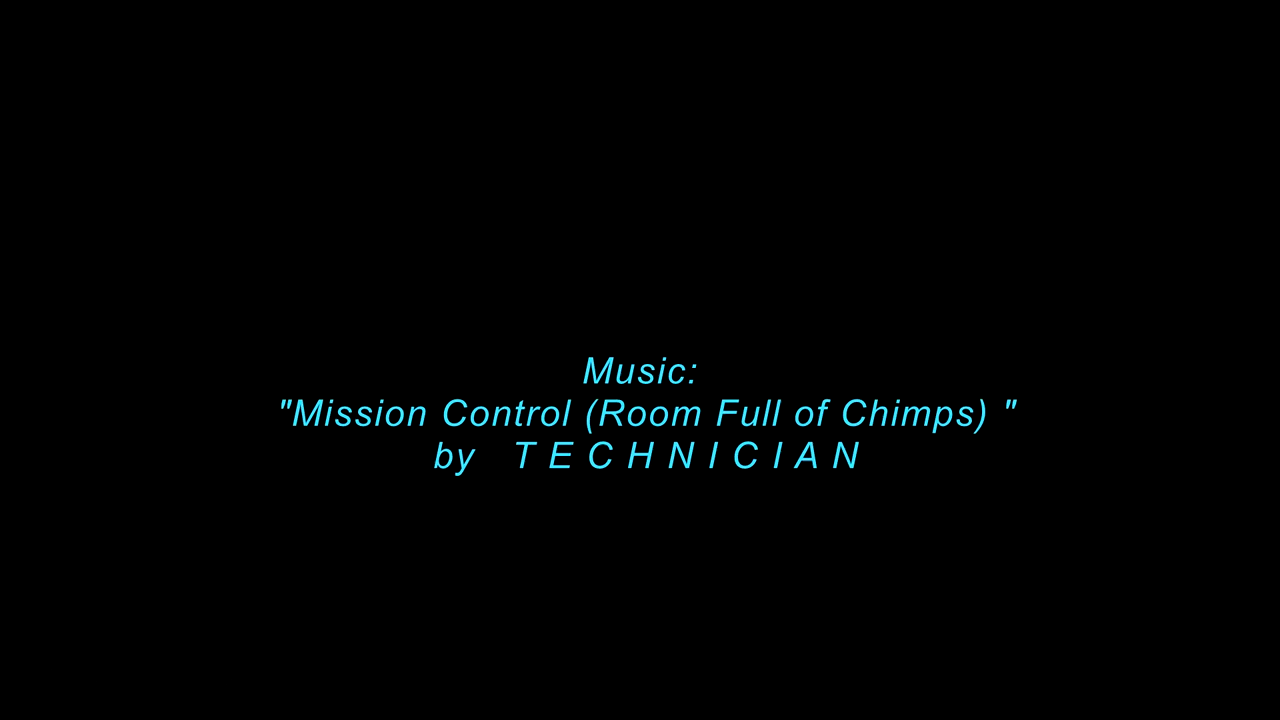 Music:
"Mission Control (Room Full of Chimps) "
by T E C H N I C I A N